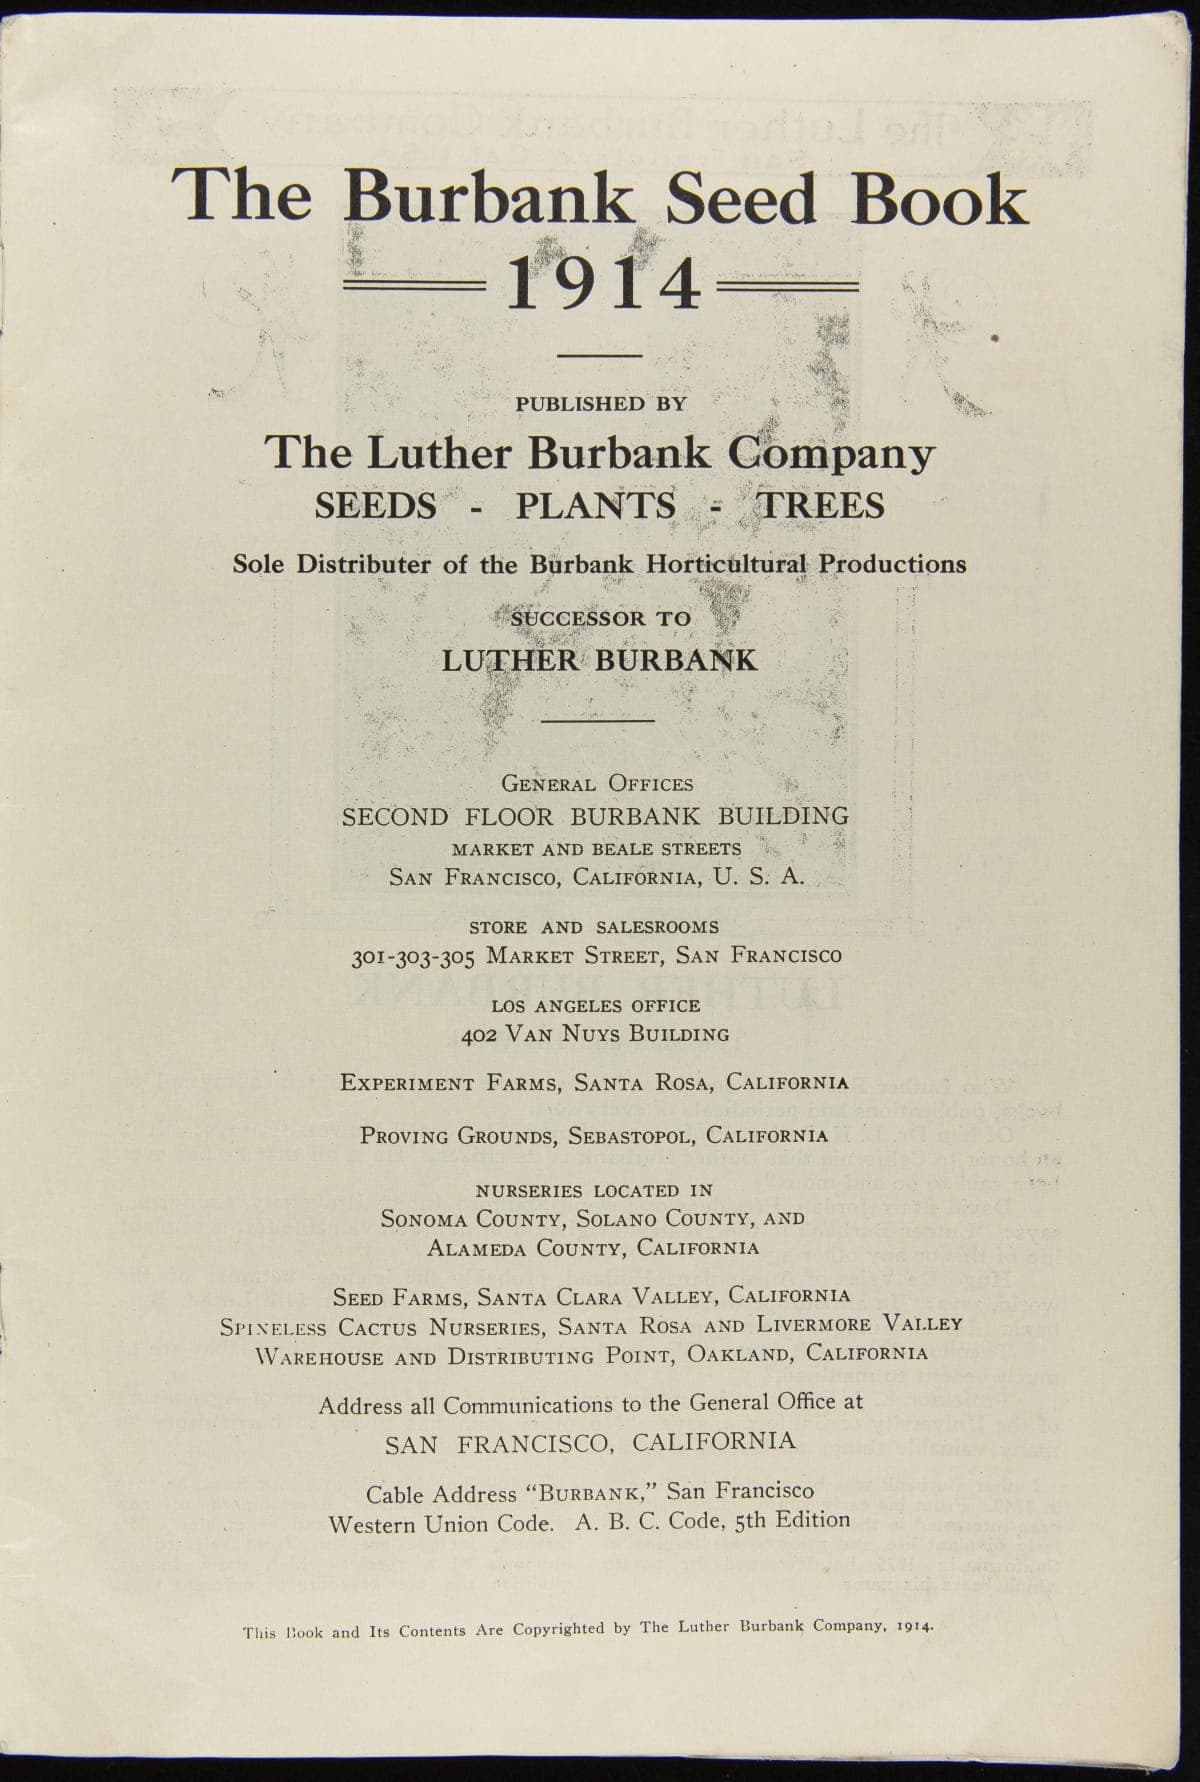 The Burbank Seed Book
1914
PUBLISHED BY
The Luther Burbank Company
SEEDS - PLANTS - TREES
Sole Distributer of the Burbank Horticultural Productions
SUCCESSOR TO
LUTHER BURBANK
GENERAL OFFICES
SECOND FLOOR BURBANK BUILDING
MARKET AND BEALE STREETS
SAN FRANCISCO, CALIFORNIA, U. S. A.
STORE AND SALESROOMS
301-303-305 MARKET STREET, SAN FRANCISCO
LOS ANGELES OFFICE
402 VAN NUYS BUILDING
EXPERIMENT FARMS, SANTA ROSA, CALIFORNIA
PROVING GROUNDS, SEBASTOPOL, CALIFORNIA
NURSERIES LOCATED IN
SONOMA COUNTY, SOLANO COUNTY, AND
ALAMEDA COUNTY, CALIFORNIA
SEED FARMS, SANTA CLARA VALLEY, CALIFORNIA
SPINELESS CACTUS NURSERIES, SANTA ROSA AND LIVERMORE VALLEY
WAREHOUSE AND DISTRIBUTING POINT, OAKLAND, CALIFORNIA
Address all Communications to the General Office at
SAN FRANCISCO, CALIFORNIA
Cable Address "BURBANK," San Francisco
Western Union Code. A. B. C. Code, 5th Edition
This Book and Its Contents Are Copyrighted by The Luther Burbank Company, 1914.